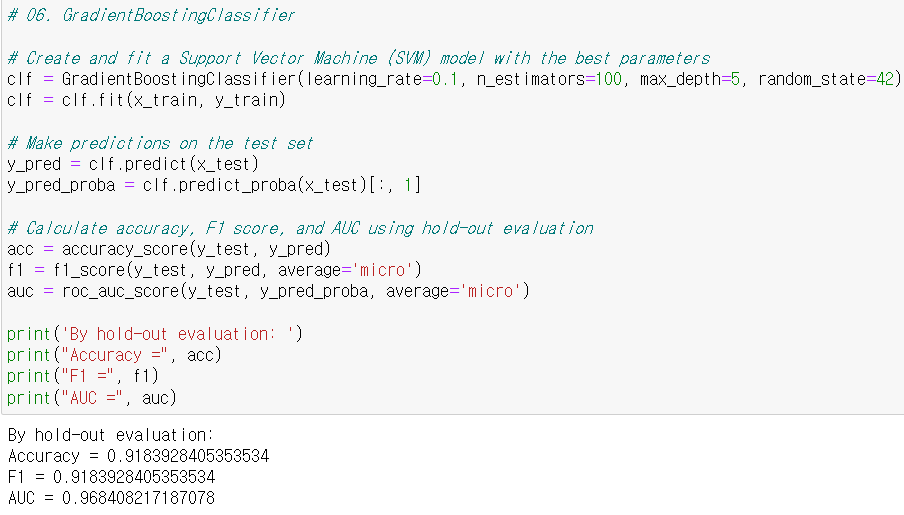 # 06. GradientBoostingClassifier
# Create and fit a Support Vector Machine (SVM) model with the best parameters
clf = GradientBoostingClassifier(learning_rate=0.1, n_estimators=100, max_depth=5, random_state=42)
clf = clf.fit(x_train, y_train)
# Make predictions on the test set
y_pred = clf.predict(x_test)
y_pred_proba = clf.predict_proba(x_test)[:, 1]
# Calculate accuracy, F1 score, and AUC using hold-out evaluation
acc = accuracy_score(y_test, y_pred)
f1 = f1_score(y_test, y_pred, average='micro')
auc = roc_auc_score(y_test, y_pred_proba, average='micro')
print('By hold-out evaluation: ')
print("Accuracy =", acc)
print("F1 =", f1)
print("AUC =", auc)
By hold-out evaluation:
Accuracy = 0.9183928405353534
F1 = 0.9183928405353534
AUC = 0.968408217187078